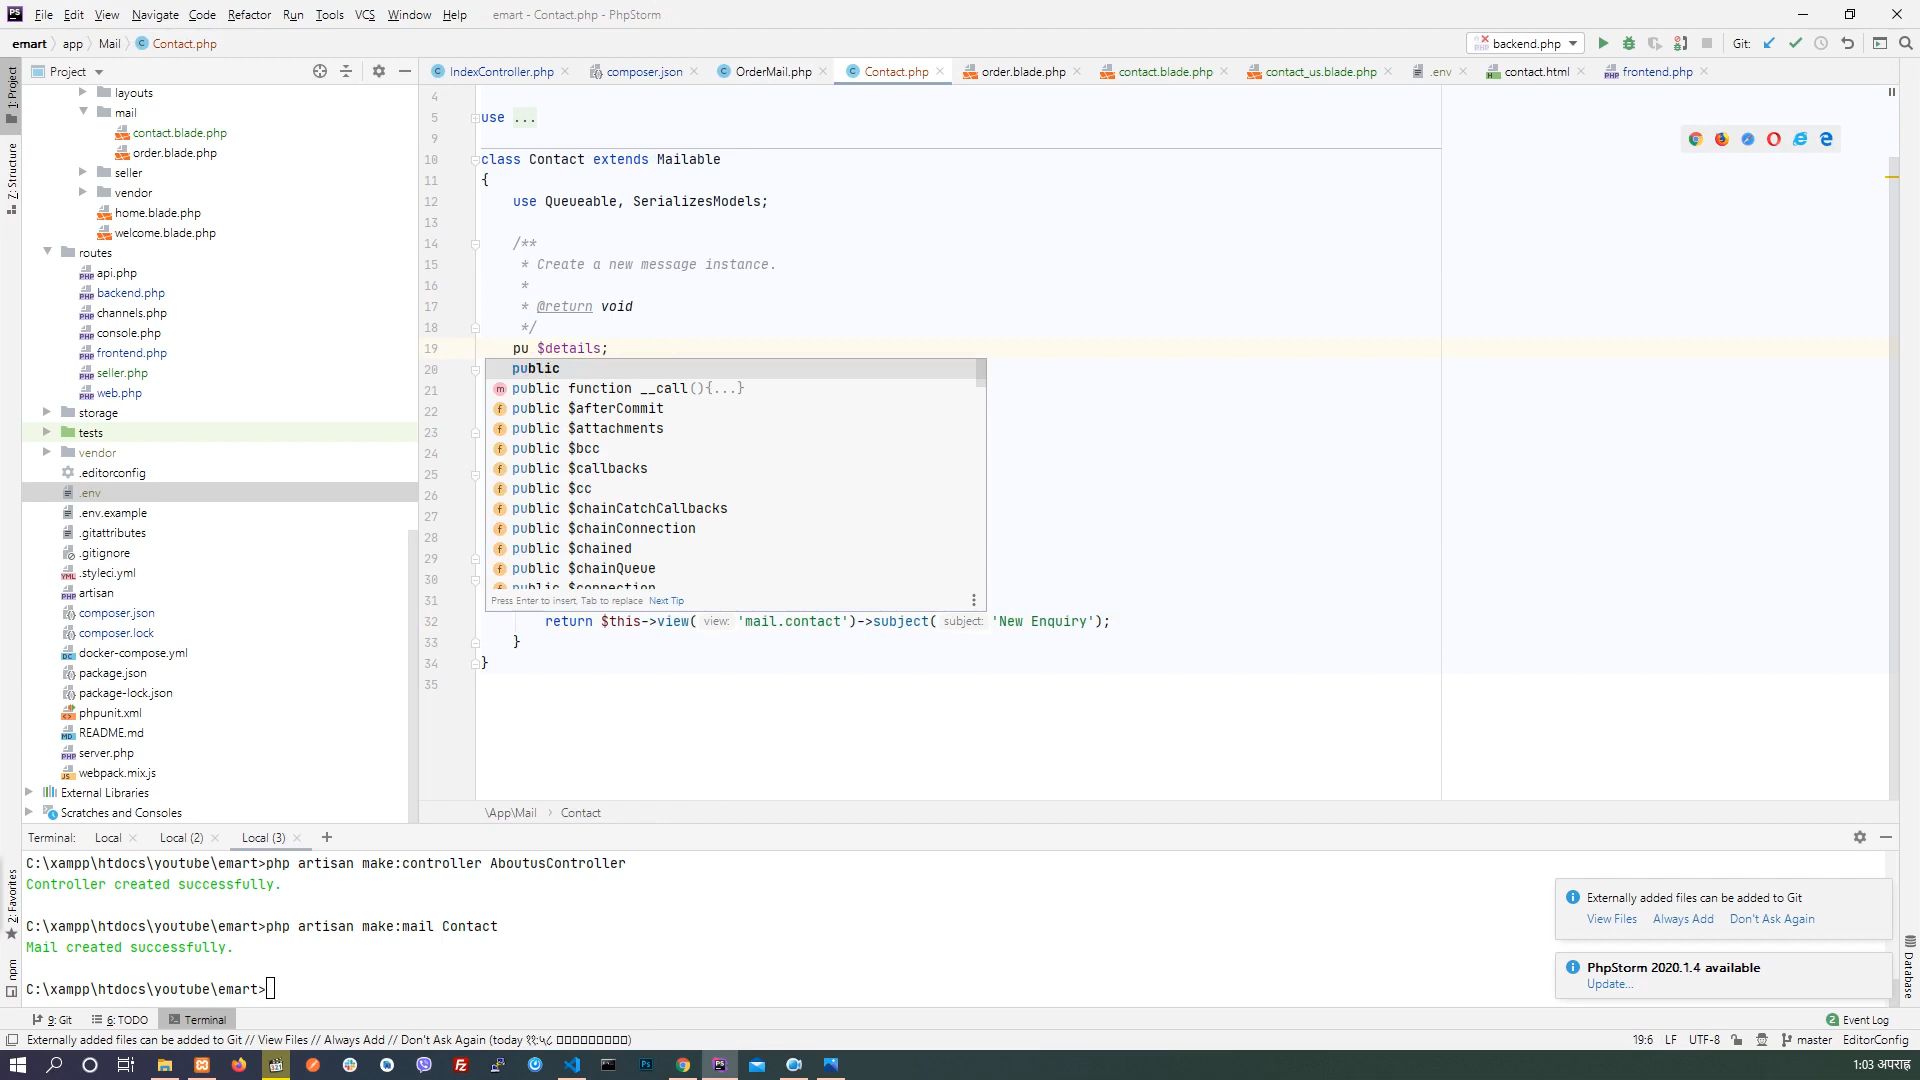 File Edit View Navigate Code Refactor Run Tools VCS Window Help emart - Contact.php - PhpStorm
emart app Mail Contact.php backend.php Git:
Project IndexController.php composer.json OrderMail.php Contact.php order.blade.php contact.blade.php contact_us.blade.php .env contact.html frontend.php
1: Project
7: Structure
2: Favorites
npm
Database
layouts
mail
contact.blade.php
order.blade.php
seller
vendor
home.blade.php
welcome.blade.php
routes
api.php
backend.php
channels.php
console.php
frontend.php
seller.php
web.php
storage
tests
vendor
.editorconfig
.env
.env.example
.gitattributes
.gitignore
.styleci.yml
artisan
composer.json
composer.lock
docker-compose.yml
package.json
package-lock.json
phpunit.xml
README.md
server.php
webpack.mix.js
External Libraries
Scratches and Consoles
4
5 use ...
9
10 class Contact extends Mailable
11 {
12 use Queueable, SerializesModels;
13
14 /**
15 * Create a new message instance.
16 *
17 * @return void
18 */
19 pu $details;
20
21
22
23
24
25
26
27
28
29
30
31
32 return $this->view( view: 'mail.contact')->subject( subject: 'New Enquiry');
33 }
34 }
35
public
public function __call(){...}
public $afterCommit
public $attachments
public $bcc
public $callbacks
public $cc
public $chainCatchCallbacks
public $chainConnection
public $chained
public $chainQueue
public $connection
Press Enter to insert, Tab to replace Next Tip
\App\Mail › Contact
Terminal: Local Local (2) Local (3) +
C:\xampp\htdocs\youtube\emart>php artisan make:controller AboutusController
Controller created successfully.
C:\xampp\htdocs\youtube\emart>php artisan make:mail Contact
Mail created successfully.
C:\xampp\htdocs\youtube\emart>
Externally added files can be added to Git
View Files Always Add Don't Ask Again
PhpStorm 2020.1.4 available
Update...
9: Git 6: TODO Terminal 2 Event Log
Externally added files can be added to Git // View Files // Always Add // Don't Ask Again 19:6 LF UTF-8 master EditorConfig
1:03 अपराह्न